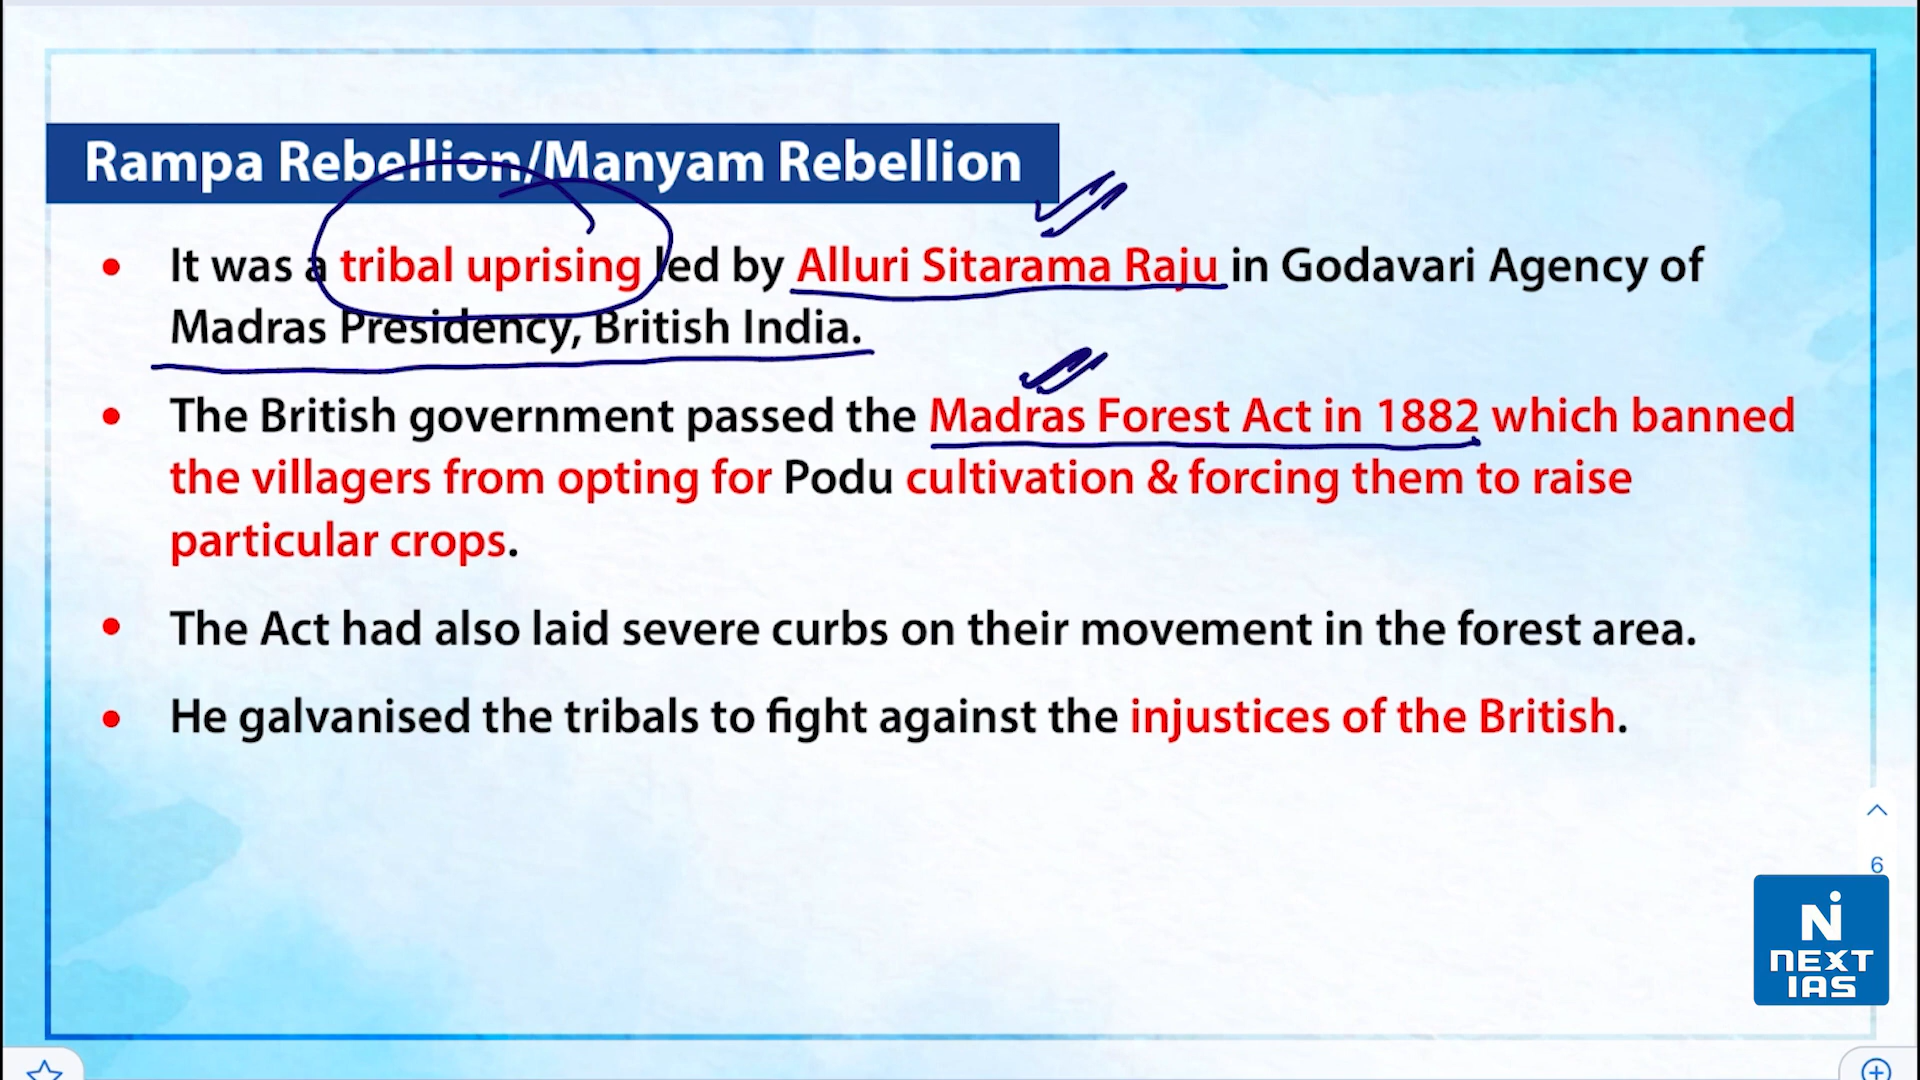 Rampa Rebellion/Manyam Rebellion
• It was a tribal uprising led by Alluri Sitarama Raju in Godavari Agency of
Madras Presidency, British India.
• The British government passed the Madras Forest Act in 1882 which banned
the villagers from opting for Podu cultivation & forcing them to raise
particular crops.
• The Act had also laid severe curbs on their movement in the forest area.
• He galvanised the tribals to fight against the injustices of the British.
6
N
NEXT
IAS